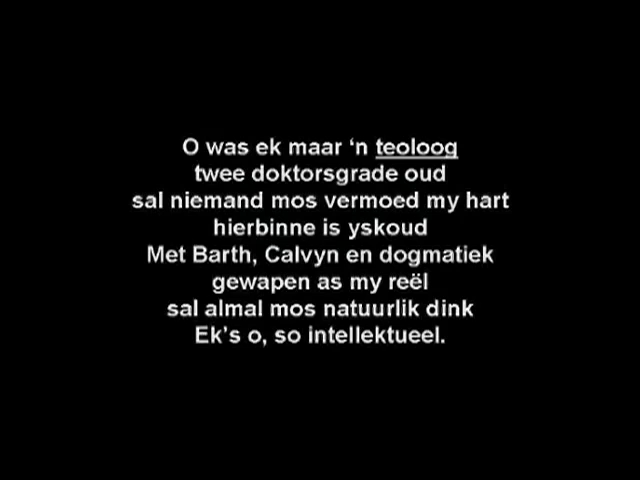 O was ek maar ‘n teoloog
twee doktorsgrade oud
sal niemand mos vermoed my hart
hierbinne is yskoud
Met Barth, Calvyn en dogmatiek
gewapen as my reël
sal almal mos natuurlik dink
Ek’s o, so intellektueel.